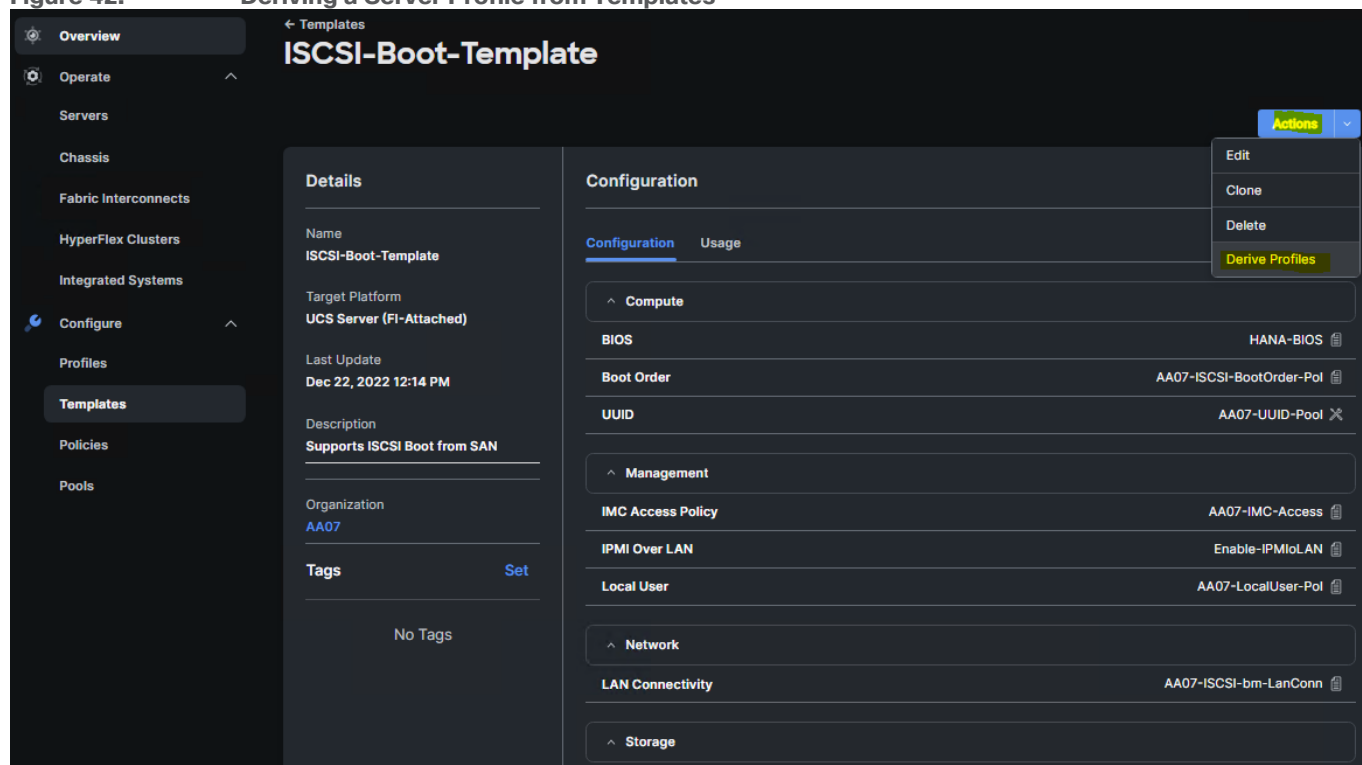 Figure 42. Deriving a Server Profile from Templates
Overview
Operate
Servers
Chassis
Fabric Interconnects
HyperFlex Clusters
Integrated Systems
Configure
Profiles
Templates
Policies
Pools
← Templates
ISCSI-Boot-Template
Actions
Edit
Clone
Delete
Derive Profiles
Details
Name
ISCSI-Boot-Template
Target Platform
UCS Server (FI-Attached)
Last Update
Dec 22, 2022 12:14 PM
Description
Supports ISCSI Boot from SAN
Organization
AA07
Tags Set
No Tags
Configuration
Configuration Usage
Compute
BIOS HANA-BIOS
Boot Order AA07-ISCSI-BootOrder-Pol
UUID AA07-UUID-Pool
Management
IMC Access Policy AA07-IMC-Access
IPMI Over LAN Enable-IPMIoLAN
Local User AA07-LocalUser-Pol
Network
LAN Connectivity AA07-ISCSI-bm-LanConn
Storage